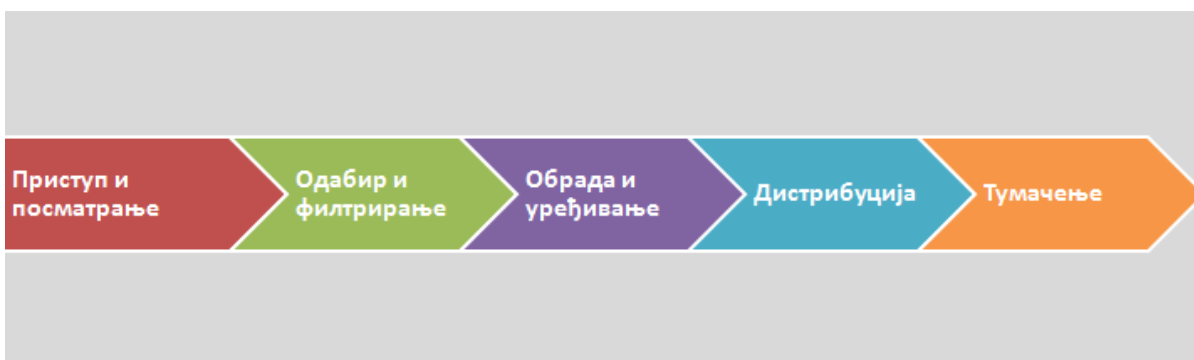 Приступ и
посматрање
Одабир и
филтрирање
Обрада и
уређивање
Дистрибуција
Тумачење